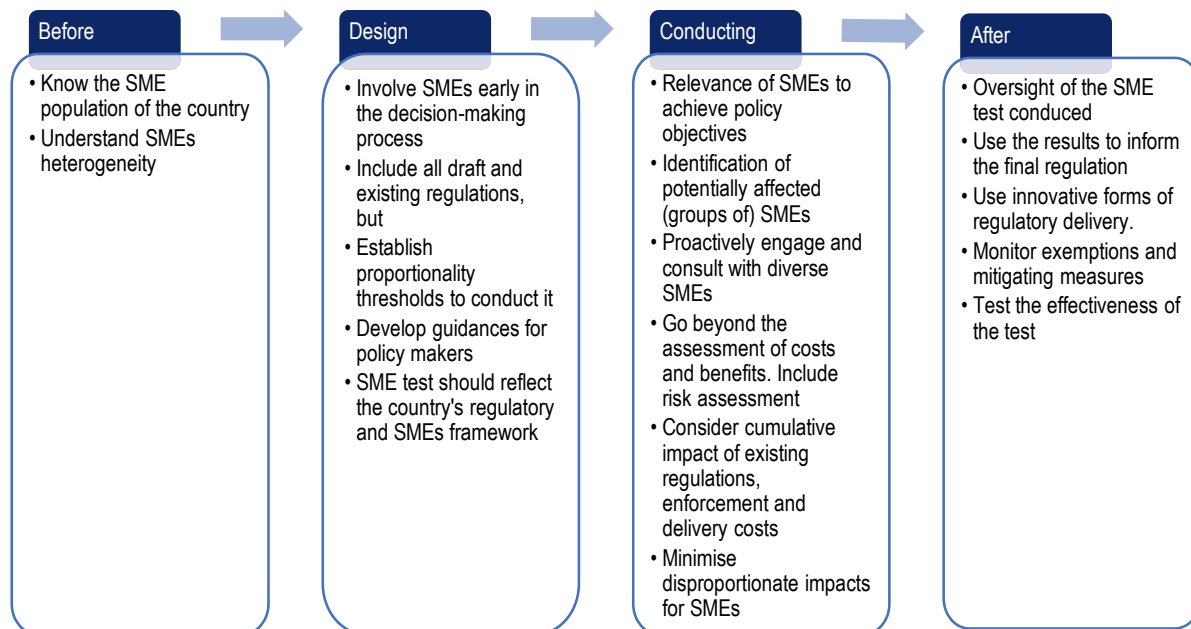 Before
• Know the SME
population of the country
• Understand SMEs
heterogeneity
Design
• Involve SMEs early in
the decision-making
process
• Include all draft and
existing regulations,
but
• Establish
proportionality
thresholds to conduct it
• Develop guidances for
policy makers
• SME test should reflect
the country's regulatory
and SMEs framework
Conducting
• Relevance of SMEs to
achieve policy
objectives
• Identification of
potentially affected
(groups of) SMEs
• Proactively engage and
consult with diverse
SMEs
• Go beyond the
assessment of costs
and benefits. Include
risk assessment
• Consider cumulative
impact of existing
regulations,
enforcement and
delivery costs
• Minimise
disproportionate impacts
for SMEs
After
• Oversight of the SME
test conduced
• Use the results to inform
the final regulation
• Use innovative forms of
regulatory delivery.
• Monitor exemptions and
mitigating measures
• Test the effectiveness of
the test